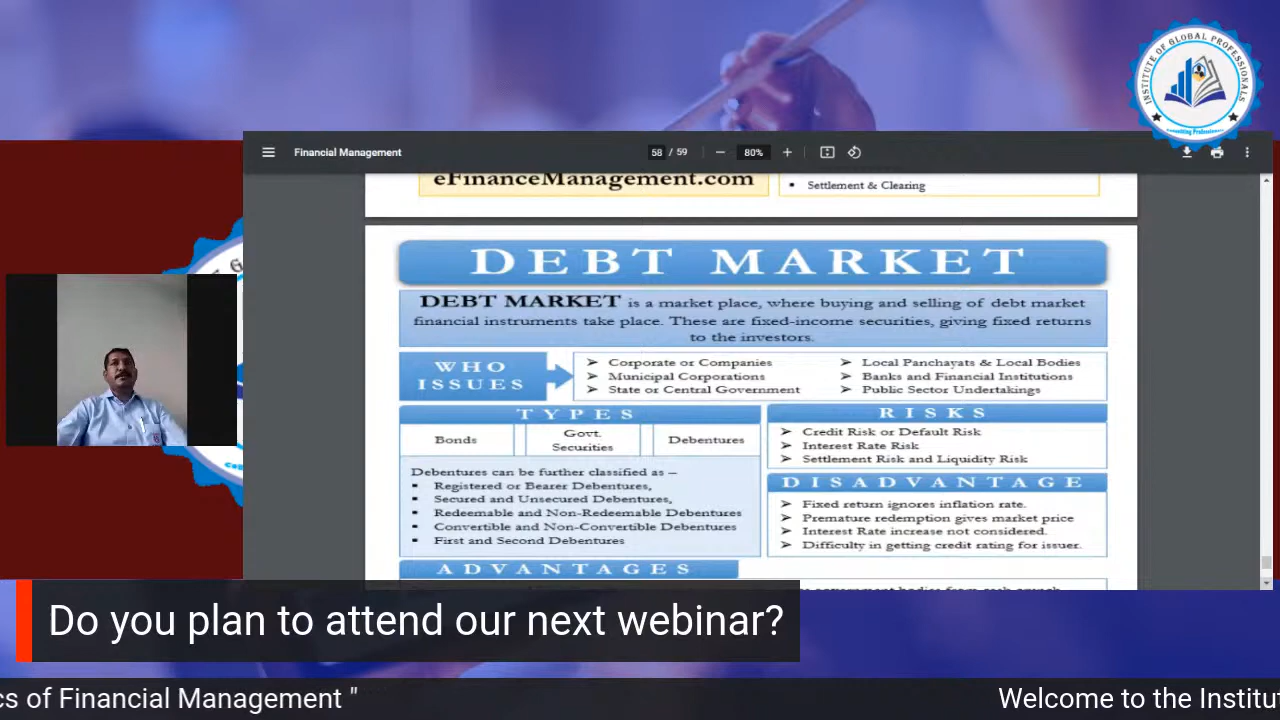 INSTITUTE OF GLOBAL PROFESSIONALS
Consulting Professionals
Financial Management
58 / 59
80%
eFinanceManagement.com
▪ Settlement & Clearing
DEBT MARKET
DEBT MARKET is a market place, where buying and selling of debt market
financial instruments take place. These are fixed-income securities, giving fixed returns
to the investors.
WHO
ISSUES
➢ Corporate or Companies
➢ Municipal Corporations
➢ State or Central Government
➢ Local Panchayats & Local Bodies
➢ Banks and Financial Institutions
➢ Public Sector Undertakings
TYPES
Bonds
Govt.
Securities
Debentures
Debentures can be further classified as –
▪ Registered or Bearer Debentures,
▪ Secured and Unsecured Debentures,
▪ Redeemable and Non-Redeemable Debentures
▪ Convertible and Non-Convertible Debentures
▪ First and Second Debentures
RISKS
➢ Credit Risk or Default Risk
➢ Interest Rate Risk
➢ Settlement Risk and Liquidity Risk
DISADVANTAGE
➢ Fixed return ignores inflation rate.
➢ Premature redemption gives market price
➢ Interest Rate increase not considered.
➢ Difficulty in getting credit rating for issuer.
ADVANTAGES
Do you plan to attend our next webinar?
cs of Financial Management "
Welcome to the Institu